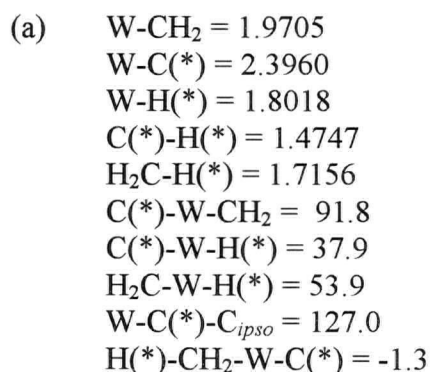 (a) W-CH₂ = 1.9705
W-C(*) = 2.3960
W-H(*) = 1.8018
C(*)-H(*) = 1.4747
H₂C-H(*) = 1.7156
C(*)-W-CH₂ = 91.8
C(*)-W-H(*) = 37.9
H₂C-W-H(*) = 53.9
W-C(*)-Cipso = 127.0
H(*)-CH₂-W-C(*) = -1.3